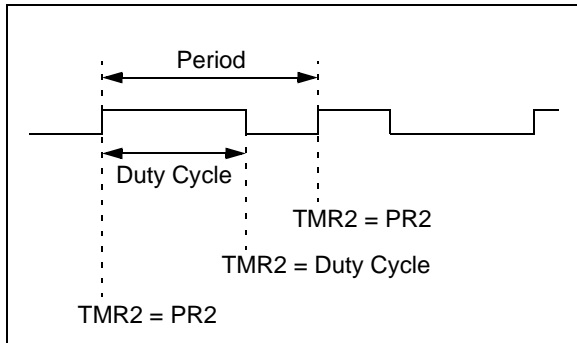 Period
Duty Cycle
TMR2 = PR2
TMR2 = Duty Cycle
TMR2 = PR2